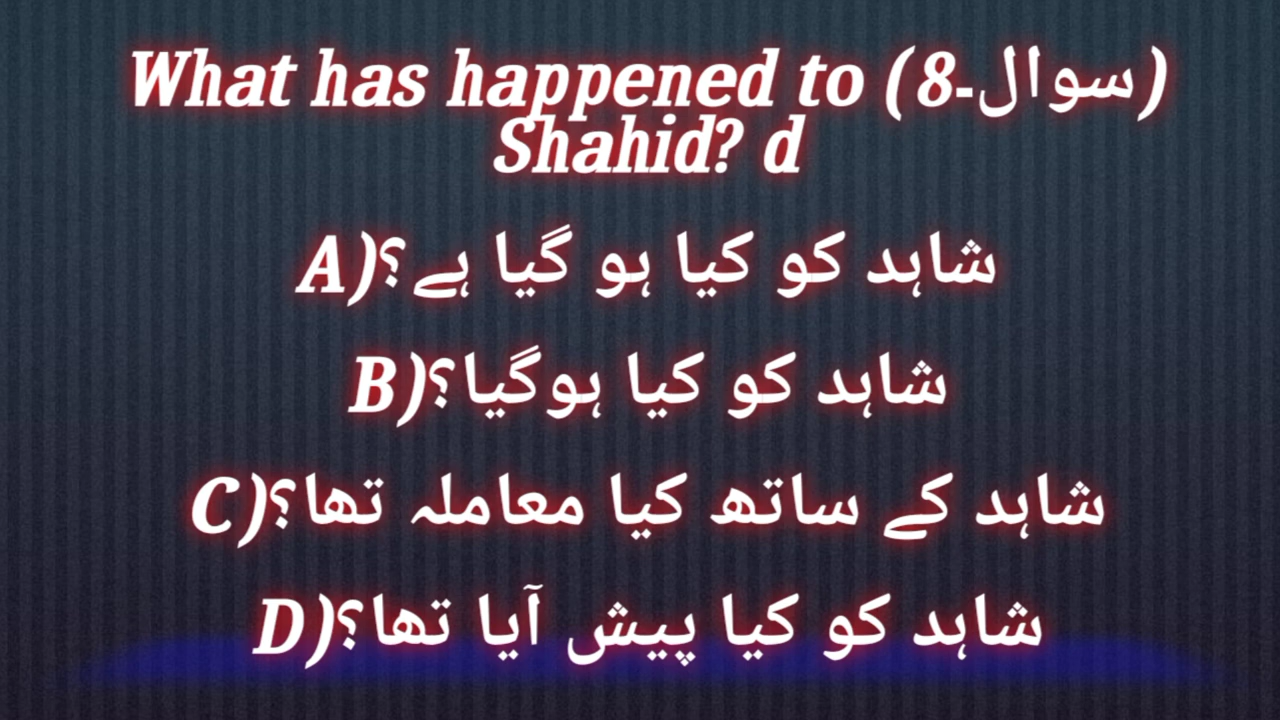 What has happened to (8-سوال)
Shahid? d
شاہد کو کیا ہو گیا ہے؟(A
شاہد کو کیا ہوگیا؟(B
شاہد کے ساتھ کیا معاملہ تھا؟(C
شاہد کو کیا پیش آیا تھا؟(D